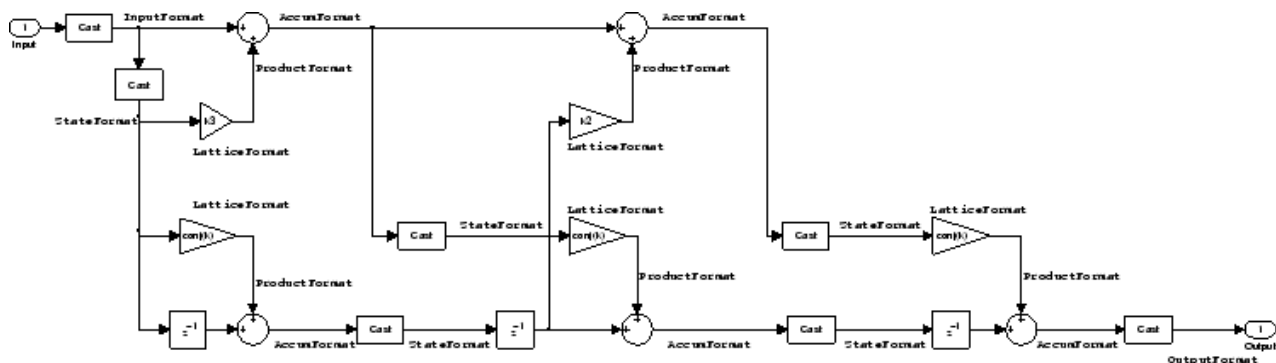 InputFormat
AccumFormat
AccumFormat
1
Cast
+
+
+
+
Input
ProductFormat
ProductFormat
Cast
StateFormat
k3
k2
LatticeFormat
LatticeFormat
LatticeFormat
LatticeFormat
LatticeFormat
conj(k)
Cast
StateFormat
conj(k)
Cast
StateFormat
conj(k)
ProductFormat
ProductFormat
ProductFormat
z⁻¹
+
+
Cast
z⁻¹
+
+
Cast
z⁻¹
+
+
Cast
1
AccumFormat
StateFormat
AccumFormat
StateFormat
AccumFormat
Output
OutputFormat